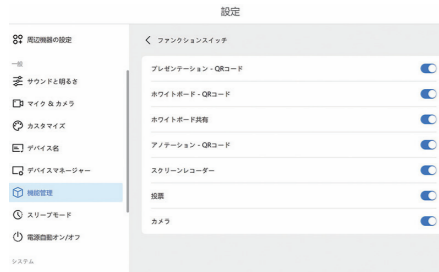 設定
周辺機器の設定
一般
サウンドと明るさ
マイク & カメラ
カスタマイズ
デバイス名
デバイスマネージャー
機能管理
スリープモード
電源自動オン/オフ
システム
ファンクションスイッチ
プレゼンテーション - QRコード
ホワイトボード - QRコード
ホワイトボード共有
アノテーション - QRコード
スクリーンレコーダー
投票
カメラ